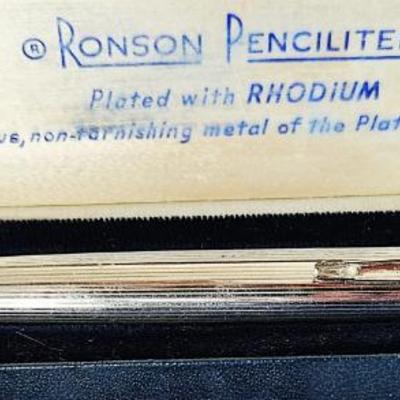 ® RONSON PENCILITE
Plated with RHODIUM
non-tarnishing metal of the